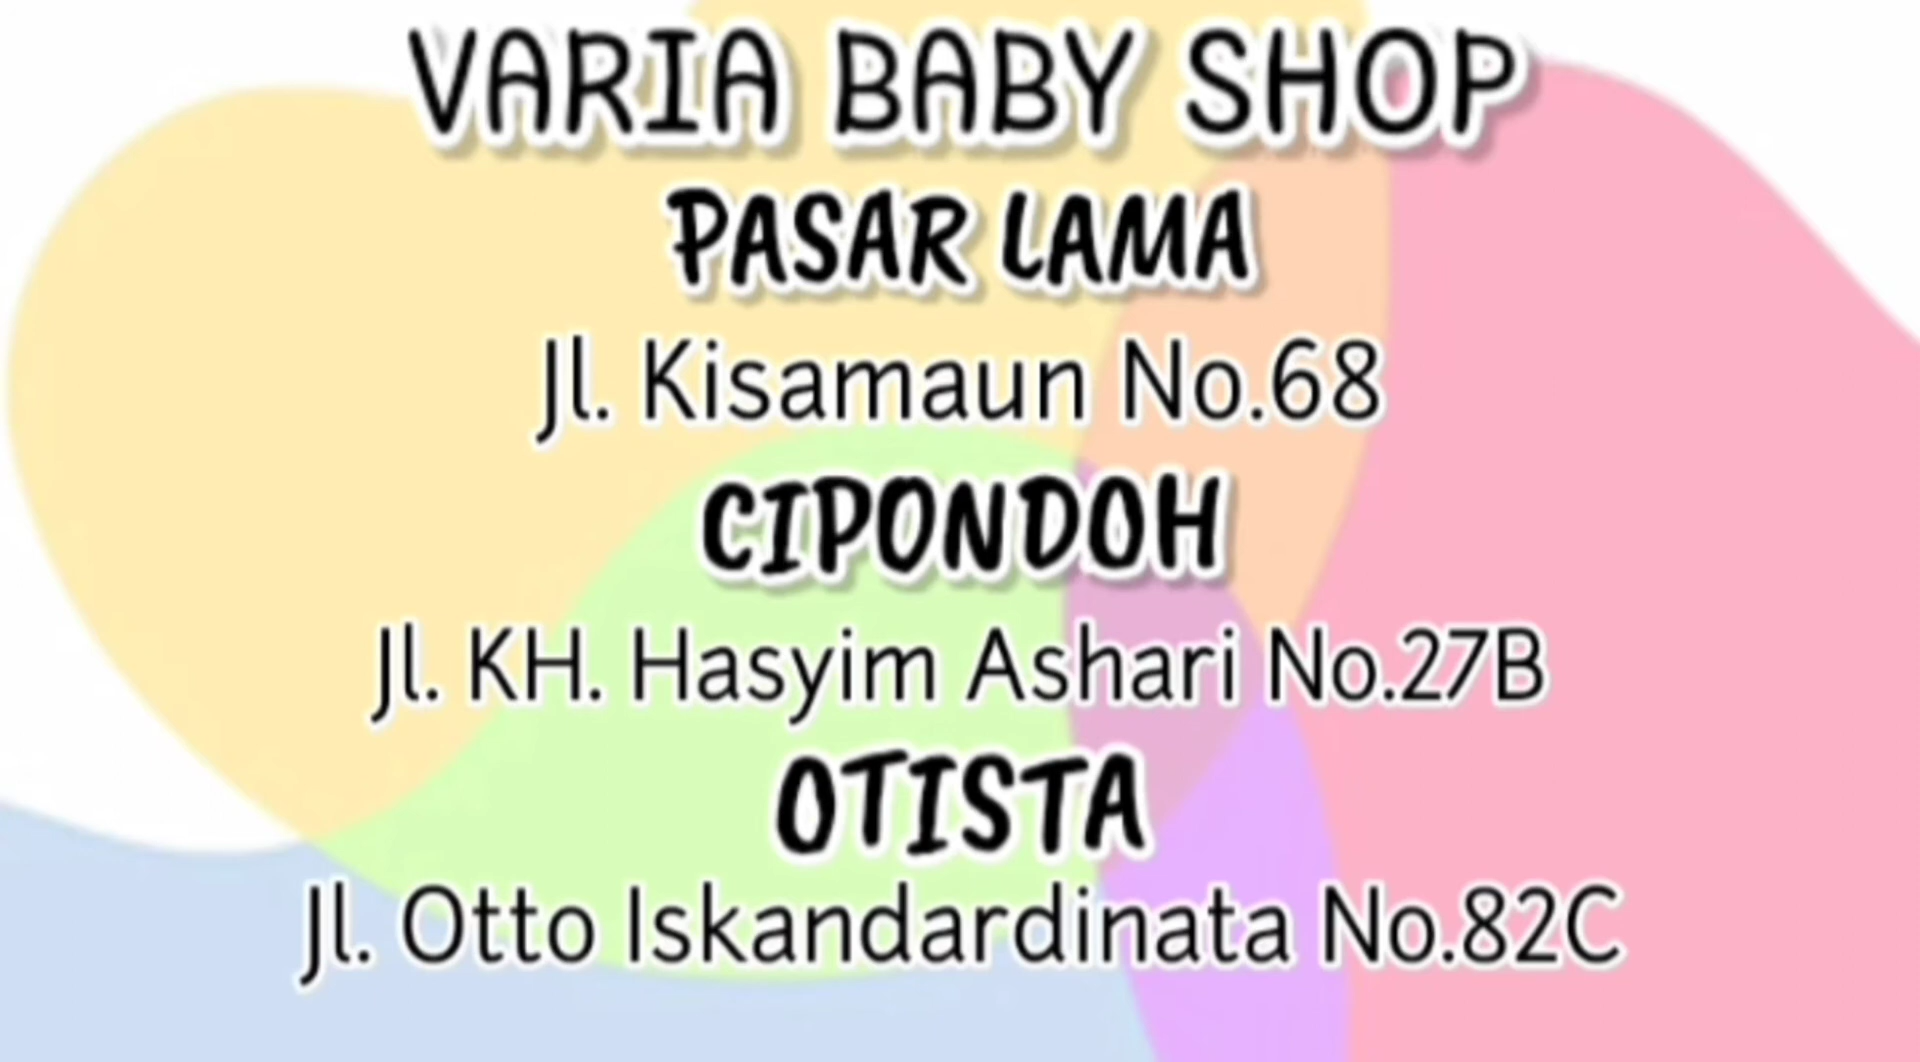 VARIA BABY SHOP
PASAR LAMA
Jl. Kisamaun No.68
CIPONDOH
Jl. KH. Hasyim Ashari No.27B
OTISTA
Jl. Otto Iskandardinata No.82C